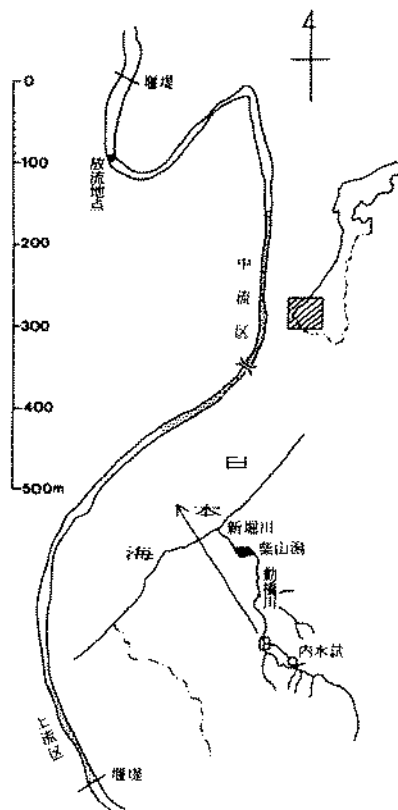 4
堰堤
0
100
200
300
400
500m
放流地点
中流区
日本海
新堀川
柴山潟
動橋川
内水試
上流区
堰堤